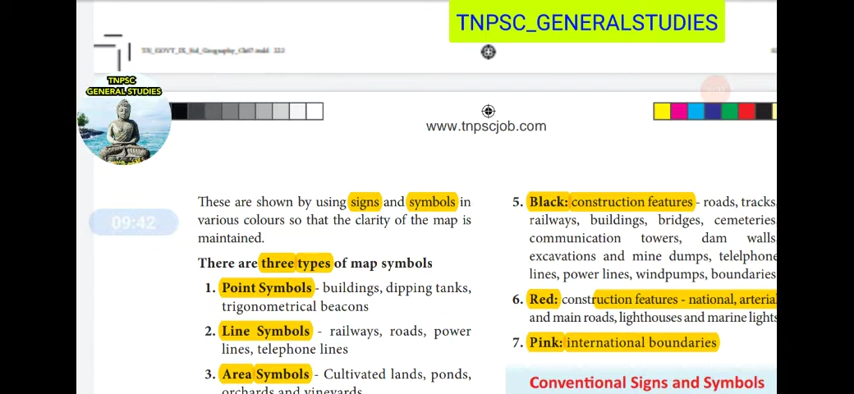 TNPSC_GENERALSTUDIES
TNPSC
GENERAL STUDIES
www.tnpscjob.com
09:42
These are shown by using signs and symbols in
various colours so that the clarity of the map is
maintained.
There are three types of map symbols
1. Point Symbols - buildings, dipping tanks,
trigonometrical beacons
2. Line Symbols - railways, roads, power
lines, telephone lines
3. Area Symbols - Cultivated lands, ponds,
orchards and vineyards
5. Black: construction features - roads, tracks,
railways, buildings, bridges, cemeteries,
communication towers, dam walls,
excavations and mine dumps, telelphone
lines, power lines, windpumps, boundaries
6. Red: construction features - national, arterial
and main roads, lighthouses and marine lights
7. Pink: international boundaries
Conventional Signs and Symbols